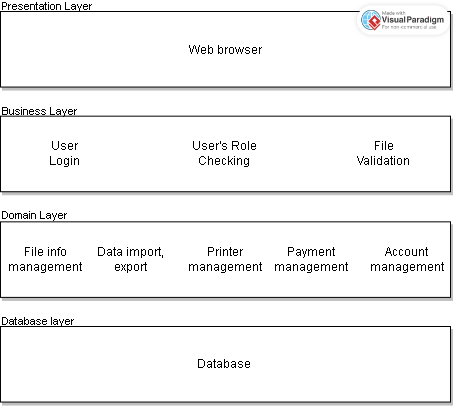 Presentation Layer
Made with
Visual Paradigm
For non-commercial use
Web browser
Business Layer
User
Login
User's Role
Checking
File
Validation
Domain Layer
File info
management
Data import,
export
Printer
management
Payment
management
Account
management
Database layer
Database